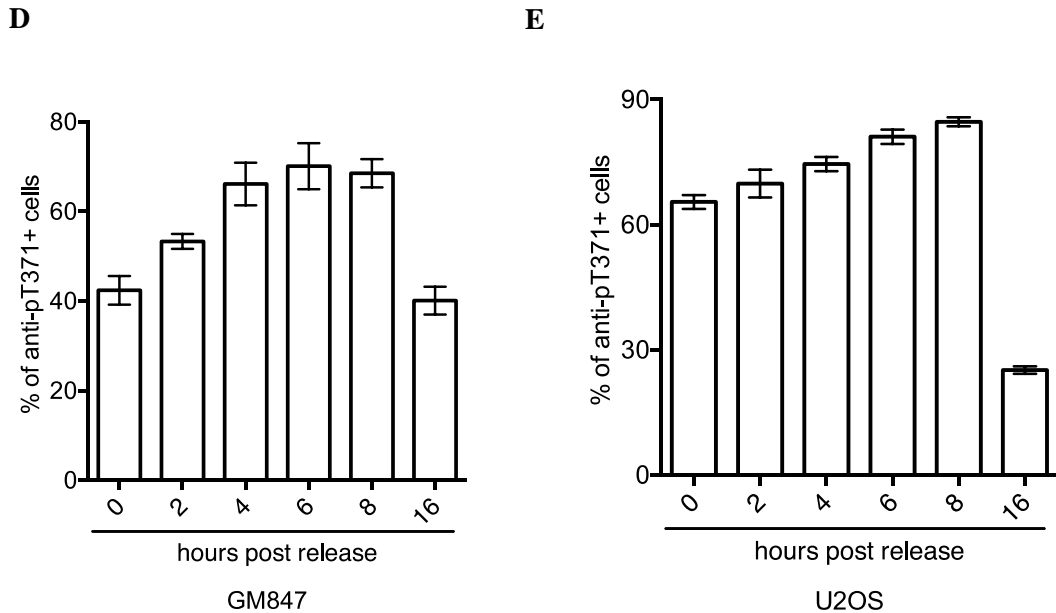 D
% of anti-pT371+ cells
80
60
40
20
0
0 2 4 6 8 16
hours post release
GM847
E
% of anti-pT371+ cells
90
60
30
0
0 2 4 6 8 16
hours post release
U2OS